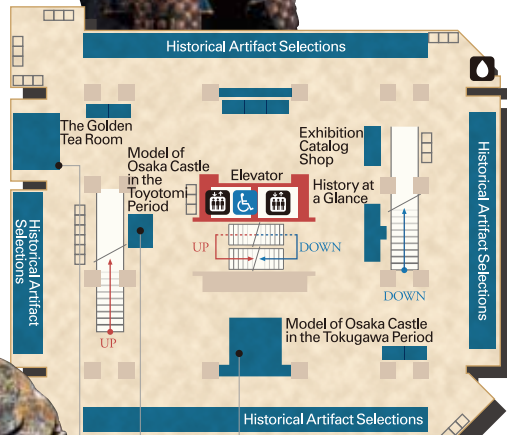 Historical Artifact Selections
The Golden
Tea Room
Model of
Osaka Castle
in the
Toyotomi
Period
Elevator
Exhibition
Catalog
Shop
History at
a Glance
Historical Artifact
Selections
Historical Artifact Selections
UP
DOWN
UP
DOWN
Model of Osaka Castle
in the Tokugawa Period
Historical Artifact Selections